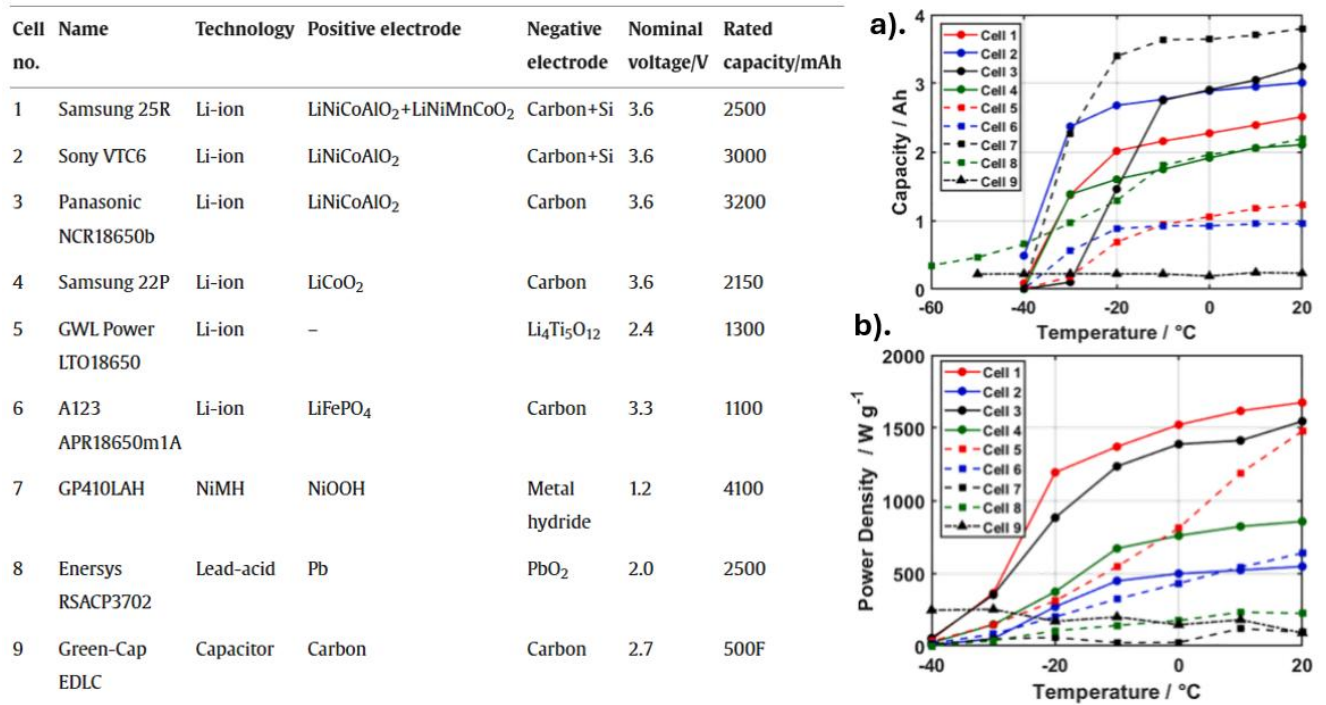 Cell Name Technology Positive electrode Negative Nominal Rated
no. electrode voltage/V capacity/mAh
1 Samsung 25R Li-ion LiNiCoAlO₂+LiNiMnCoO₂ Carbon+Si 3.6 2500
2 Sony VTC6 Li-ion LiNiCoAlO₂ Carbon+Si 3.6 3000
3 Panasonic Li-ion LiNiCoAlO₂ Carbon 3.6 3200
NCR18650b
4 Samsung 22P Li-ion LiCoO₂ Carbon 3.6 2150
5 GWL Power Li-ion – Li₄Ti₅O₁₂ 2.4 1300
LTO18650
6 A123 Li-ion LiFePO₄ Carbon 3.3 1100
APR18650m1A
7 GP410LAH NiMH NiOOH Metal 1.2 4100
hydride
8 Enersys Lead-acid Pb PbO₂ 2.0 2500
RSACP3702
9 Green-Cap Capacitor Carbon Carbon 2.7 500F
EDLC
a).
Capacity / Ah
4
3
2
1
0
Cell 1
Cell 2
Cell 3
Cell 4
Cell 5
Cell 6
Cell 7
Cell 8
Cell 9
-60 -40 -20 0 20
Temperature / °C
b).
Power Density / W g⁻¹
2000
1500
1000
500
0
Cell 1
Cell 2
Cell 3
Cell 4
Cell 5
Cell 6
Cell 7
Cell 8
Cell 9
-40 -20 0 20
Temperature / °C